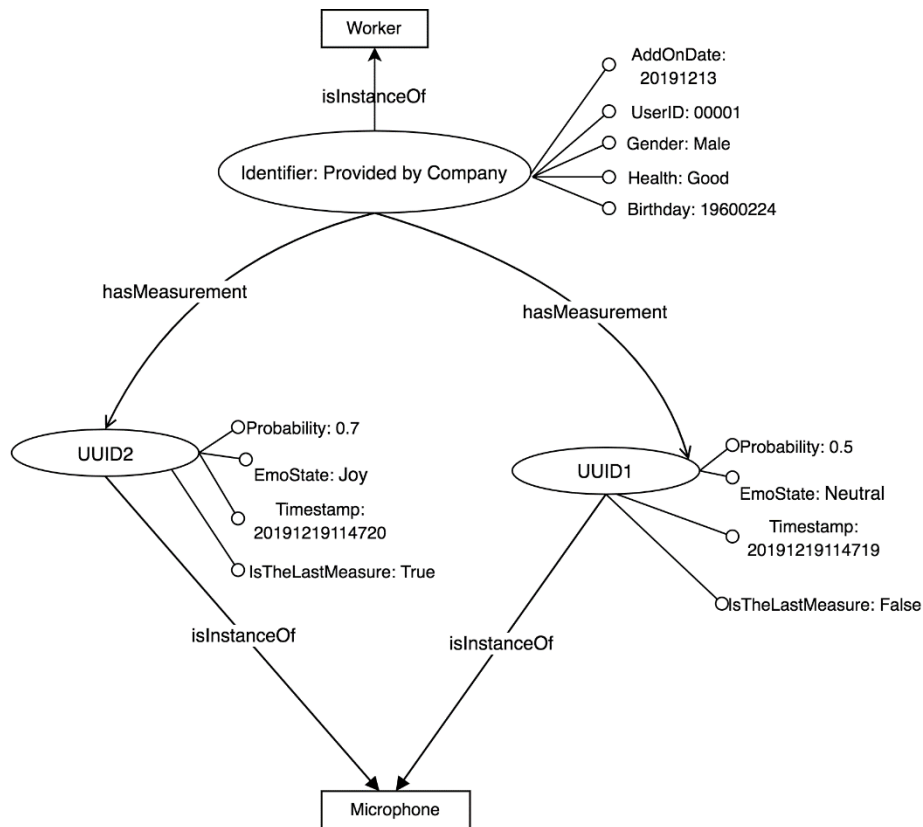 Worker
isInstanceOf
AddOnDate:
20191213
UserID: 00001
Gender: Male
Health: Good
Birthday: 19600224
Identifier: Provided by Company
hasMeasurement
hasMeasurement
UUID2
Probability: 0.7
EmoState: Joy
Timestamp:
20191219114720
IsTheLastMeasure: True
UUID1
Probability: 0.5
EmoState: Neutral
Timestamp:
20191219114719
IsTheLastMeasure: False
isInstanceOf
isInstanceOf
Microphone